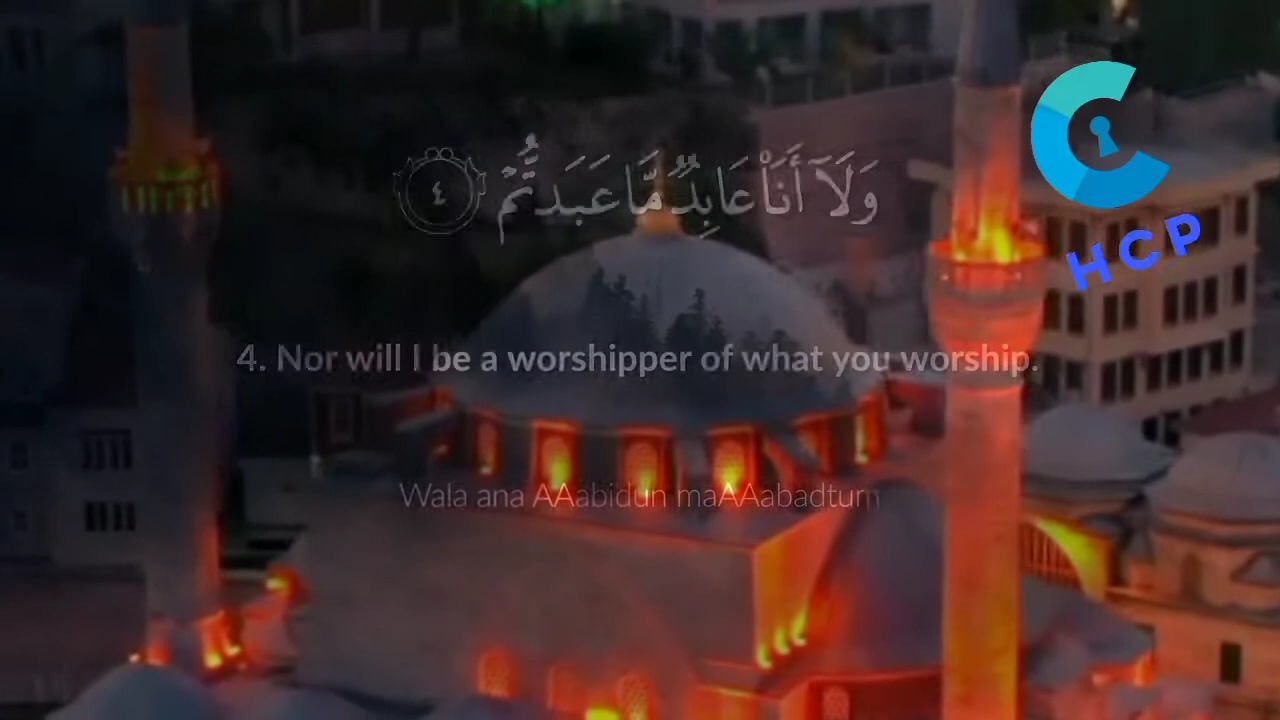 وَلَآ أَنَا۠ عَابِدٌ مَّا عَبَدتُّمْ ٤
4. Nor will I be a worshipper of what you worship.
Wala ana AAabidun maAAabadtum
HCP